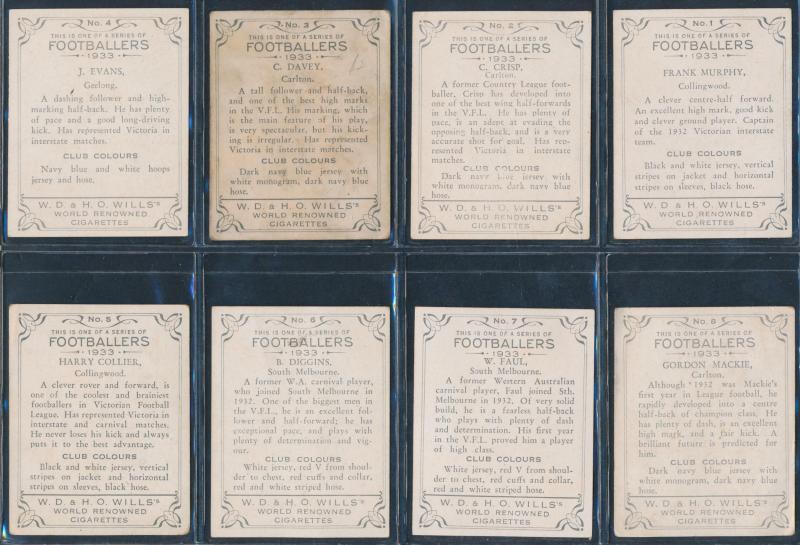 No. 4
THIS IS ONE OF A SERIES OF
FOOTBALLERS
1933
J. EVANS,
Geelong.
A dashing follower and high-
marking half-back. He has plenty
of pace and a good long-driving
kick. Has represented Victoria in
interstate matches.
CLUB COLOURS
Navy blue and white hoops
jersey and hose.
W. D. & H. O. WILLS'S
WORLD RENOWNED
CIGARETTES
No. 3
THIS IS ONE OF A SERIES OF
FOOTBALLERS
1933
C. DAVEY,
Carlton.
A tall follower and half-back,
and one of the best high marks
in the V.F.L. His marking, which
is the main feature of his play,
is very spectacular, but his kick-
ing is irregular. Has represented
Victoria in interstate matches.
CLUB COLOURS
Dark navy blue jersey with
white monogram, dark navy blue
hose.
W. D. & H. O. WILLS'S
WORLD RENOWNED
CIGARETTES
No. 2
THIS IS ONE OF A SERIES OF
FOOTBALLERS
1933
C. CRISP,
Carlton.
A former Country League foot-
baller, Crisp has developed into
one of the best wing half-forwards
in the V.F.L. He has plenty of
pace, is an adept at evading the
opposing half-back, and is a very
accurate shot for goal. Has rep-
resented Victoria in interstate
matches.
CLUB COLOURS
Dark navy blue jersey with
white monogram, dark navy blue
hose.
W. D. & H. O. WILLS'S
WORLD RENOWNED
CIGARETTES
No. 1
THIS IS ONE OF A SERIES OF
FOOTBALLERS
1933
FRANK MURPHY,
Collingwood.
A clever centre-half forward.
An excellent high mark, good kick
and clever ground player. Captain
of the 1932 Victorian interstate
team.
CLUB COLOURS
Black and white jersey, vertical
stripes on jacket and horizontal
stripes on sleeves, black hose.
W. D. & H. O. WILLS'S
WORLD RENOWNED
CIGARETTES
No. 5
THIS IS ONE OF A SERIES OF
FOOTBALLERS
1933
HARRY COLLIER,
Collingwood.
A clever rover and forward, is
one of the coolest and brainiest
footballers in Victorian Football
League. Has represented Victoria in
interstate and carnival matches.
He never loses his kick and always
puts it to the best advantage.
CLUB COLOURS
Black and white jersey, vertical
stripes on jacket and horizontal
stripes on sleeves, black hose.
W. D. & H. O. WILLS'S
WORLD RENOWNED
CIGARETTES
No. 6
THIS IS ONE OF A SERIES OF
FOOTBALLERS
1933
B. DIGGINS,
South Melbourne.
A former W.A. carnival player,
who joined South Melbourne in
1932. One of the biggest men in
the V.F.L., he is an excellent fol-
lower and half-forward; he has
exceptional pace, and plays with
plenty of determination and vig-
our.
CLUB COLOURS
White jersey, red V from shoul-
der to chest, red cuffs and collar,
red and white striped hose.
W. D. & H. O. WILLS'S
WORLD RENOWNED
CIGARETTES
No. 7
THIS IS ONE OF A SERIES OF
FOOTBALLERS
1933
W. FAUL,
South Melbourne.
A former Western Australian
carnival player, Faul joined Sth.
Melbourne in 1932. Of very solid
build, he is a fearless half-back
who plays with plenty of dash
and determination. His first year
in the V.F.L. proved him a player
of high class.
CLUB COLOURS
White jersey, red V from shoul-
der to chest, red cuffs and collar,
red and white striped hose.
W. D. & H. O. WILLS'S
WORLD RENOWNED
CIGARETTES
No. 8
THIS IS ONE OF A SERIES OF
FOOTBALLERS
1933
GORDON MACKIE,
Carlton.
Although 1932 was Mackie's
first year in League football, he
rapidly developed into a centre
half-back of champion class. He
has plenty of dash, is an excellent
high mark, and a fair kick. A
brilliant future is predicted for
him.
CLUB COLOURS
Dark navy blue jersey with
white monogram, dark navy blue
hose.
W. D. & H. O. WILLS'S
WORLD RENOWNED
CIGARETTES